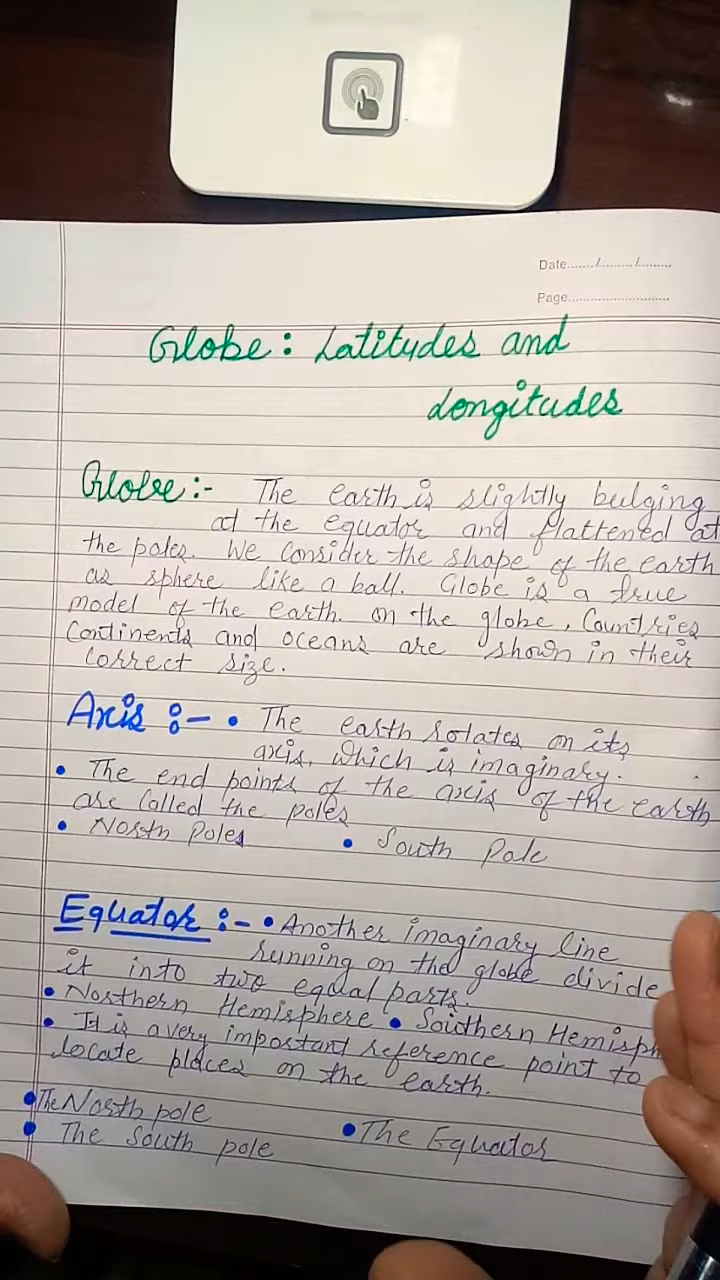 Date......./........./.........
Page..............................
Globe: Latitudes and
Longitudes
Globe:- The earth is slightly bulging
at the equator and flattened at
the poles. We consider the shape of the earth
as sphere like a ball. Globe is a true
model of the earth. on the globe, Countries
Continents and oceans are shown in their
Correct size.
Axis :- • The earth rotates on its
axis, which is imaginary.
• The end points of the axis of the earth
are called the poles
• North Poles • South Pole
Equator :- • Another imaginary line
running on the globe divide
it into two equal parts.
• Northern Hemisphere • Southern Hemisph
• It is a very important reference point to
locate places on the earth.
• The North pole
• The South pole • The Equator